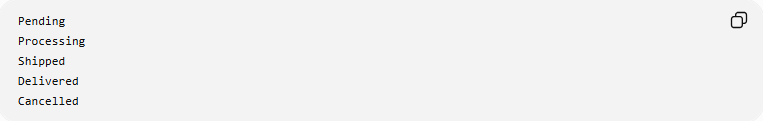 Pending
Processing
Shipped
Delivered
Cancelled